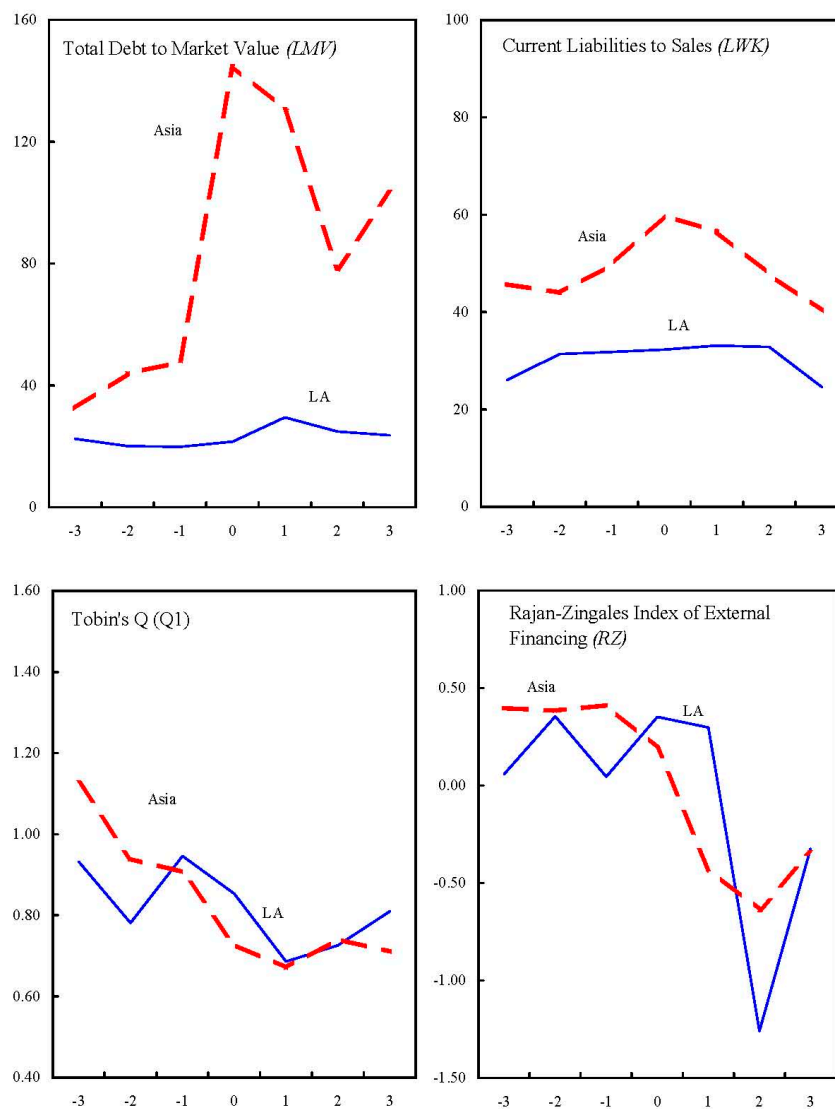 Total Debt to Market Value (LMV)
160
120
80
40
0
Asia
LA
-3 -2 -1 0 1 2 3
Current Liabilities to Sales (LWK)
100
80
60
40
20
0
Asia
LA
-3 -2 -1 0 1 2 3
Tobin's Q (Q1)
1.60
1.40
1.20
1.00
0.80
0.60
0.40
Asia
LA
-3 -2 -1 0 1 2 3
Rajan-Zingales Index of External
Financing (RZ)
1.00
0.50
0.00
-0.50
-1.00
-1.50
Asia
LA
-3 -2 -1 0 1 2 3